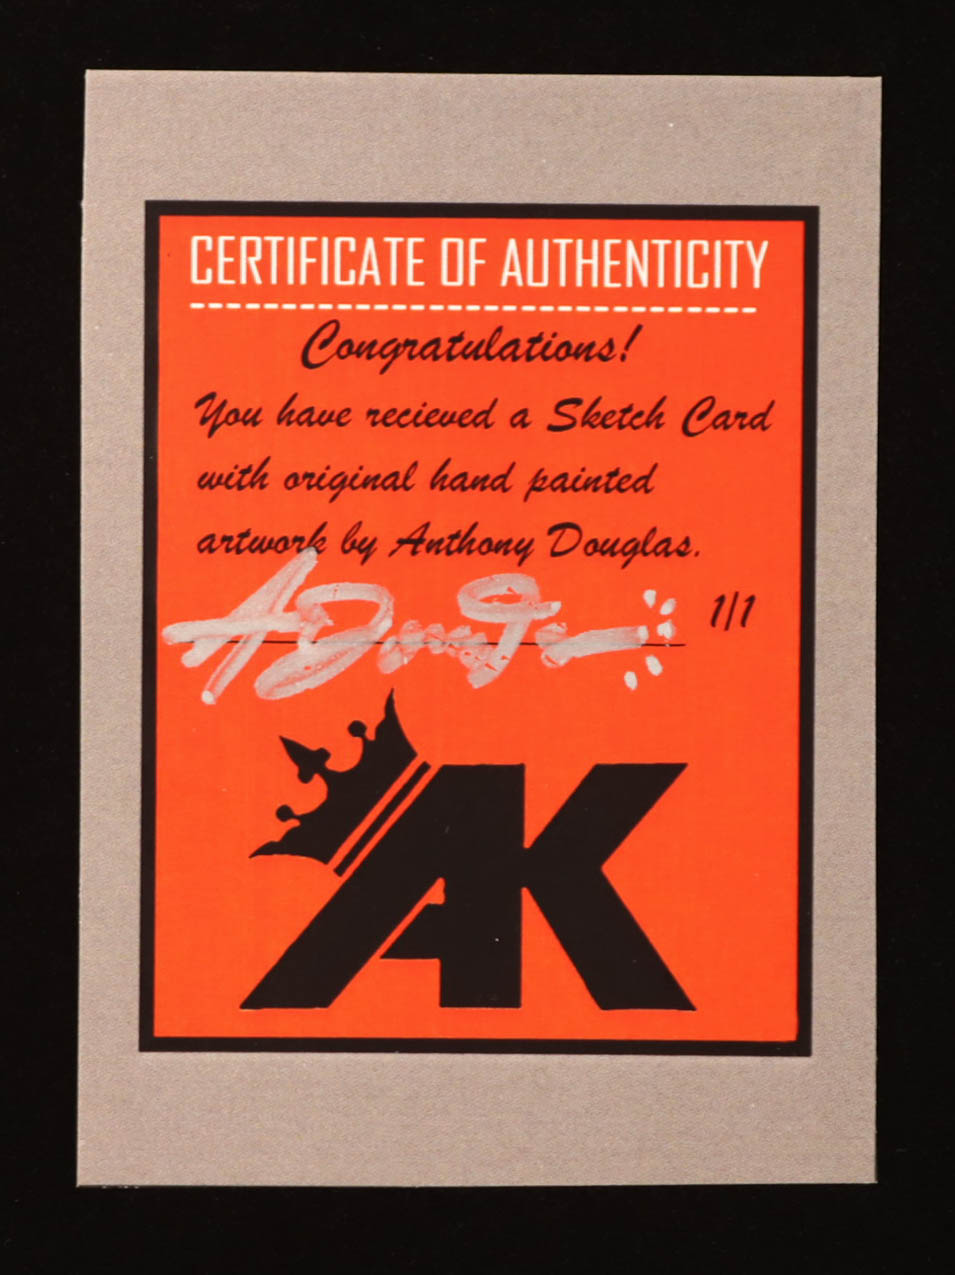 CERTIFICATE OF AUTHENTICITY
Congratulations!
You have recieved a Sketch Card
with original hand painted
artwork by Anthony Douglas.
1/1
AK